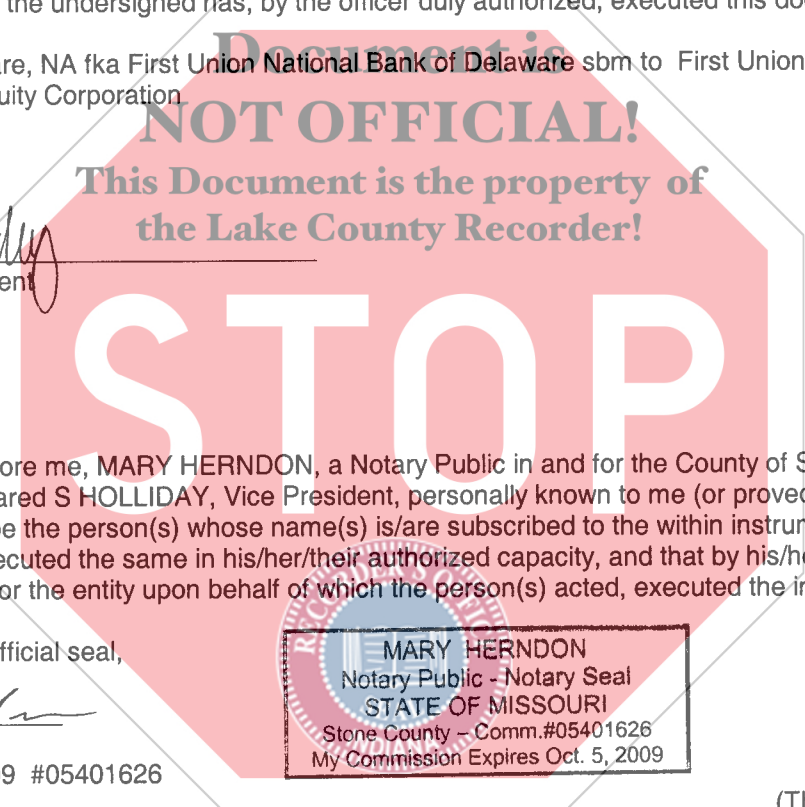 the undersigned has, by the officer duly authorized, executed this do
Document is
re, NA fka First Union National Bank of Delaware sbm to First Union
uity Corporation
NOT OFFICIAL!
This Document is the property of
the Lake County Recorder!
ent
STOP
ore me, MARY HERNDON, a Notary Public in and for the County of S
ared S HOLLIDAY, Vice President, personally known to me (or proved
be the person(s) whose name(s) is/are subscribed to the within instrum
ecuted the same in his/her/their authorized capacity, and that by his/he
or the entity upon behalf of which the person(s) acted, executed the in
RECORDER'S OFFICE
fficial seal,
MARY HERNDON
Notary Public - Notary Seal
STATE OF MISSOURI
Stone County – Comm.#05401626
My Commission Expires Oct. 5, 2009
INDIANA
9 #05401626
(TI